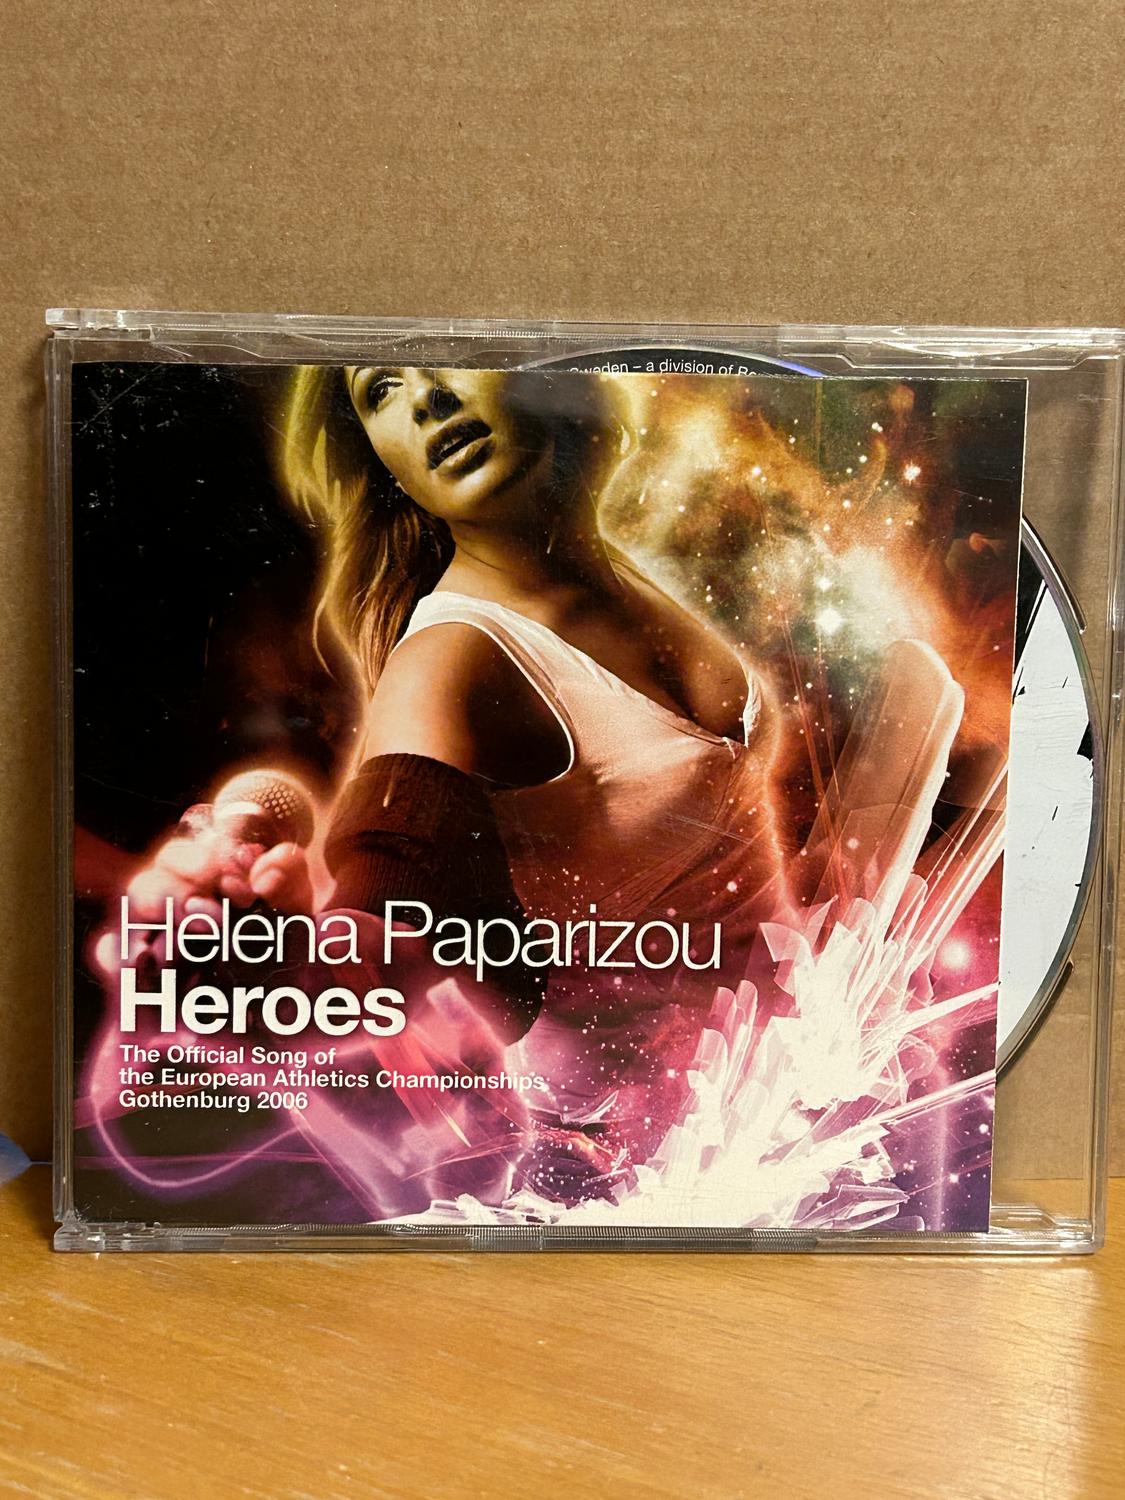 Sweden – a division of
Helena Paparizou
Heroes
The Official Song of
the European Athletics Championships,
Gothenburg 2006